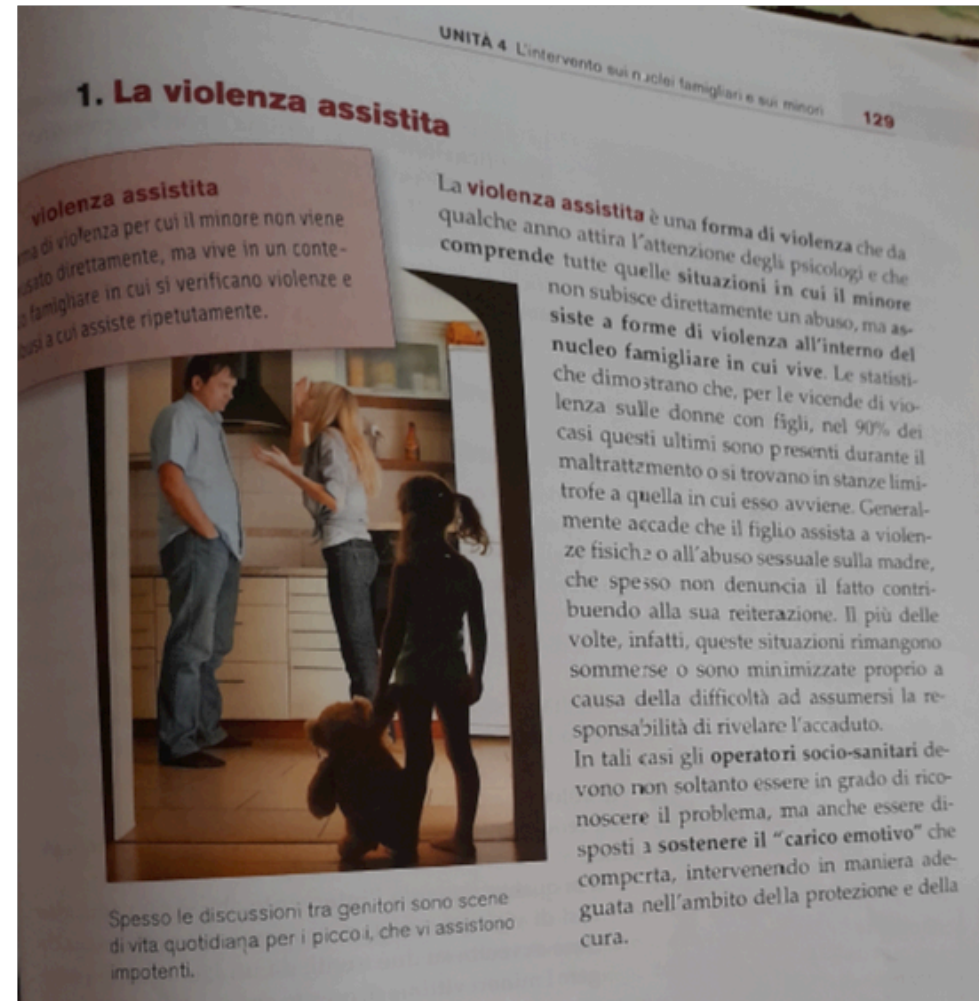 UNITÀ 4 L'intervento sui nuclei famigliari e sui minori 129
1. La violenza assistita
violenza assistita
di violenza per cui il minore non viene
direttamente, ma vive in un conte-
famigliare in cui si verificano violenze e
a cui assiste ripetutamente.
La violenza assistita è una forma di violenza che da
qualche anno attira l'attenzione degli psicologi e che
comprende tutte quelle situazioni in cui il minore
non subisce direttamente un abuso, ma as-
siste a forme di violenza all'interno del
nucleo famigliare in cui vive. Le statisti-
che dimostrano che, per le vicende di vio-
lenza sulle donne con figli, nel 90% dei
casi questi ultimi sono presenti durante il
maltrattamento o si trovano in stanze limi-
trofe a quella in cui esso avviene. General-
mente accade che il figlio assista a violen-
ze fisiche o all'abuso sessuale sulla madre,
che spesso non denuncia il fatto contri-
buendo alla sua reiterazione. Il più delle
volte, infatti, queste situazioni rimangono
sommerse o sono minimizzate proprio a
causa della difficoltà ad assumersi la re-
sponsabilità di rivelare l'accaduto.
In tali casi gli operatori socio-sanitari de-
vono non soltanto essere in grado di rico-
noscere il problema, ma anche essere di-
sposti a sostenere il "carico emotivo" che
comporta, intervenendo in maniera ade-
guata nell'ambito della protezione e della
cura.
Spesso le discussioni tra genitori sono scene
di vita quotidiana per i piccoli, che vi assistono
impotenti.